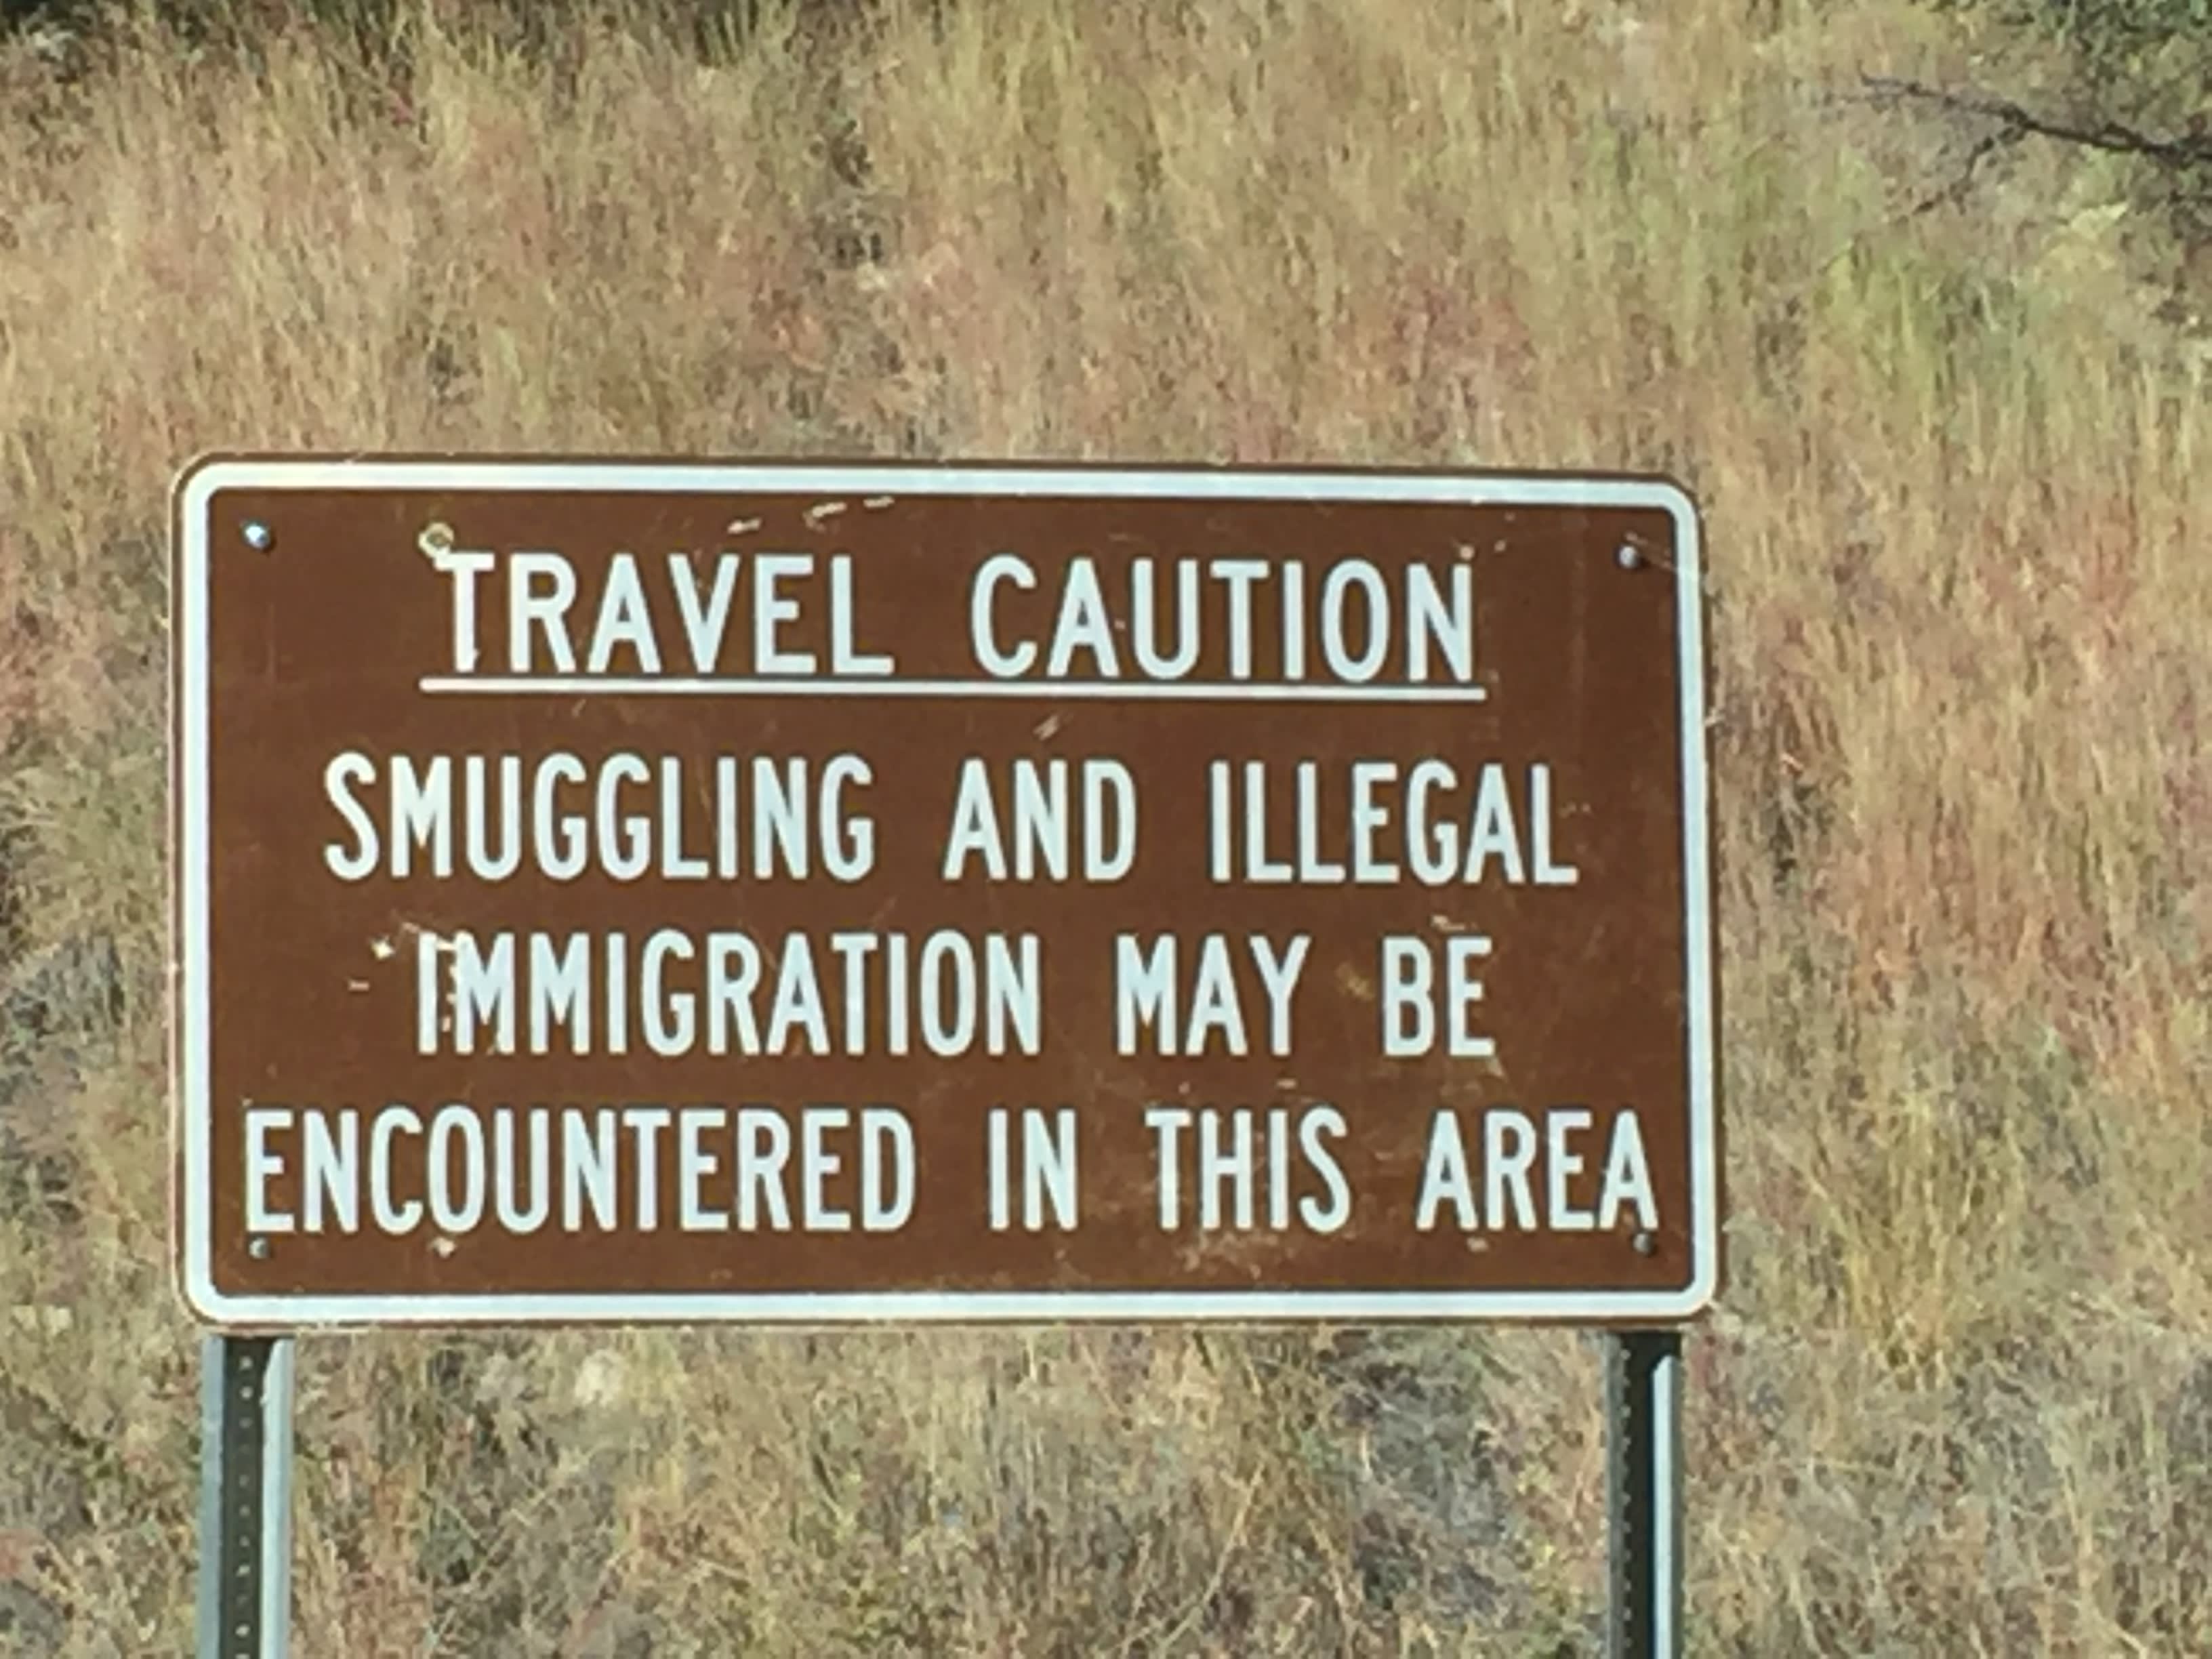 TRAVEL CAUTION
SMUGGLING AND ILLEGAL
IMMIGRATION MAY BE
ENCOUNTERED IN THIS AREA